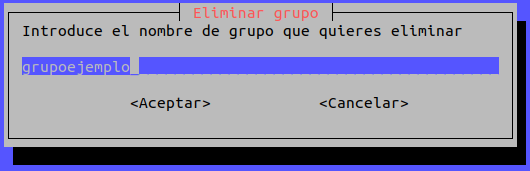 Eliminar grupo
Introduce el nombre de grupo que quieres eliminar
grupoejemplo
<Aceptar> <Cancelar>